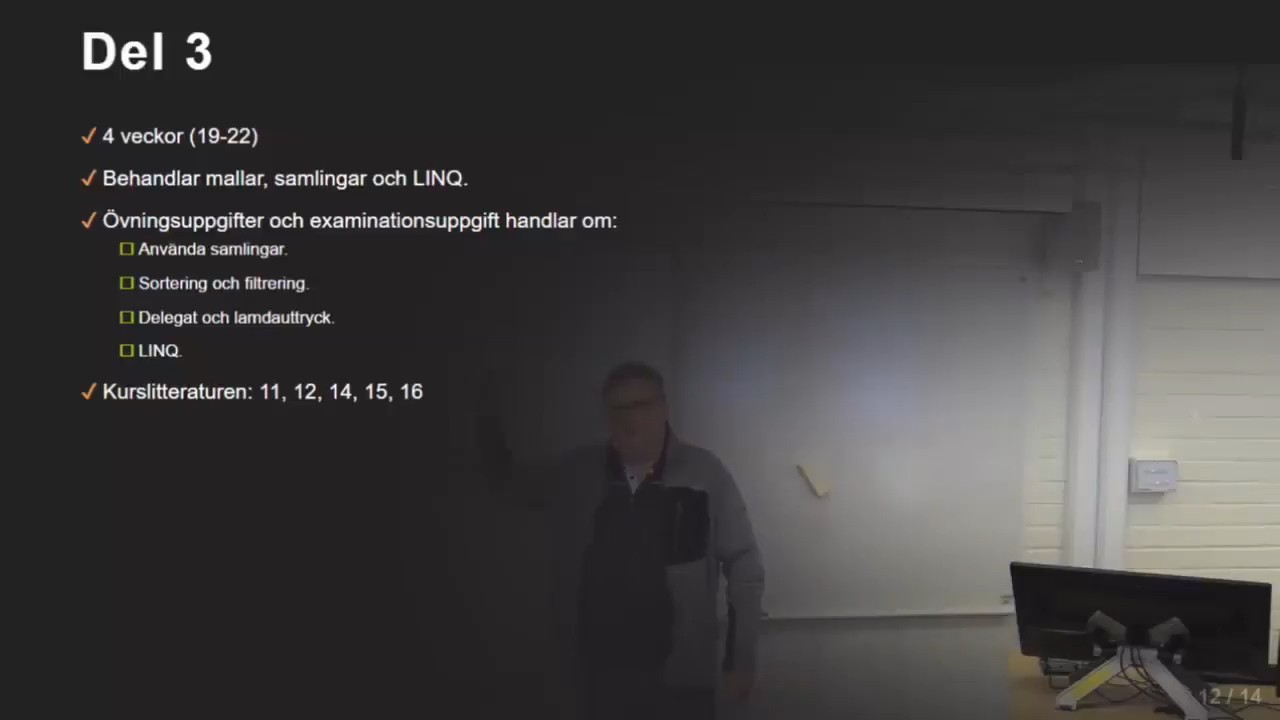 Del 3
4 veckor (19-22)
Behandlar mallar, samlingar och LINQ.
Övningsuppgifter och examinationsuppgift handlar om:
Använda samlingar.
Sortering och filtrering.
Delegat och lamdauttryck.
LINQ.
Kurslitteraturen: 11, 12, 14, 15, 16
12 / 14